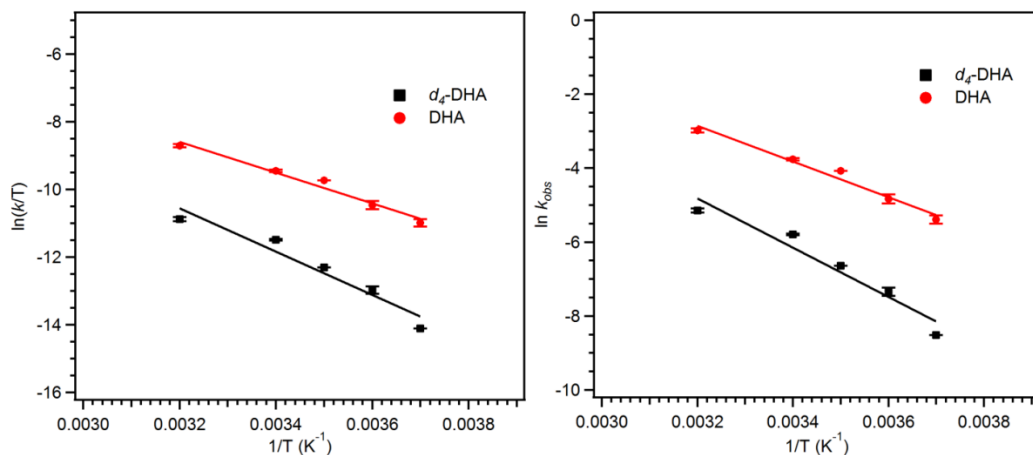 -6
-8
-10
-12
-14
-16
ln(k/T)
0.0030
0.0032
0.0034
0.0036
0.0038
1/T (K⁻¹)
d₄-DHA
DHA
0
-2
-4
-6
-8
-10
ln k_obs
0.0030
0.0032
0.0034
0.0036
0.0038
1/T (K⁻¹)
d₄-DHA
DHA